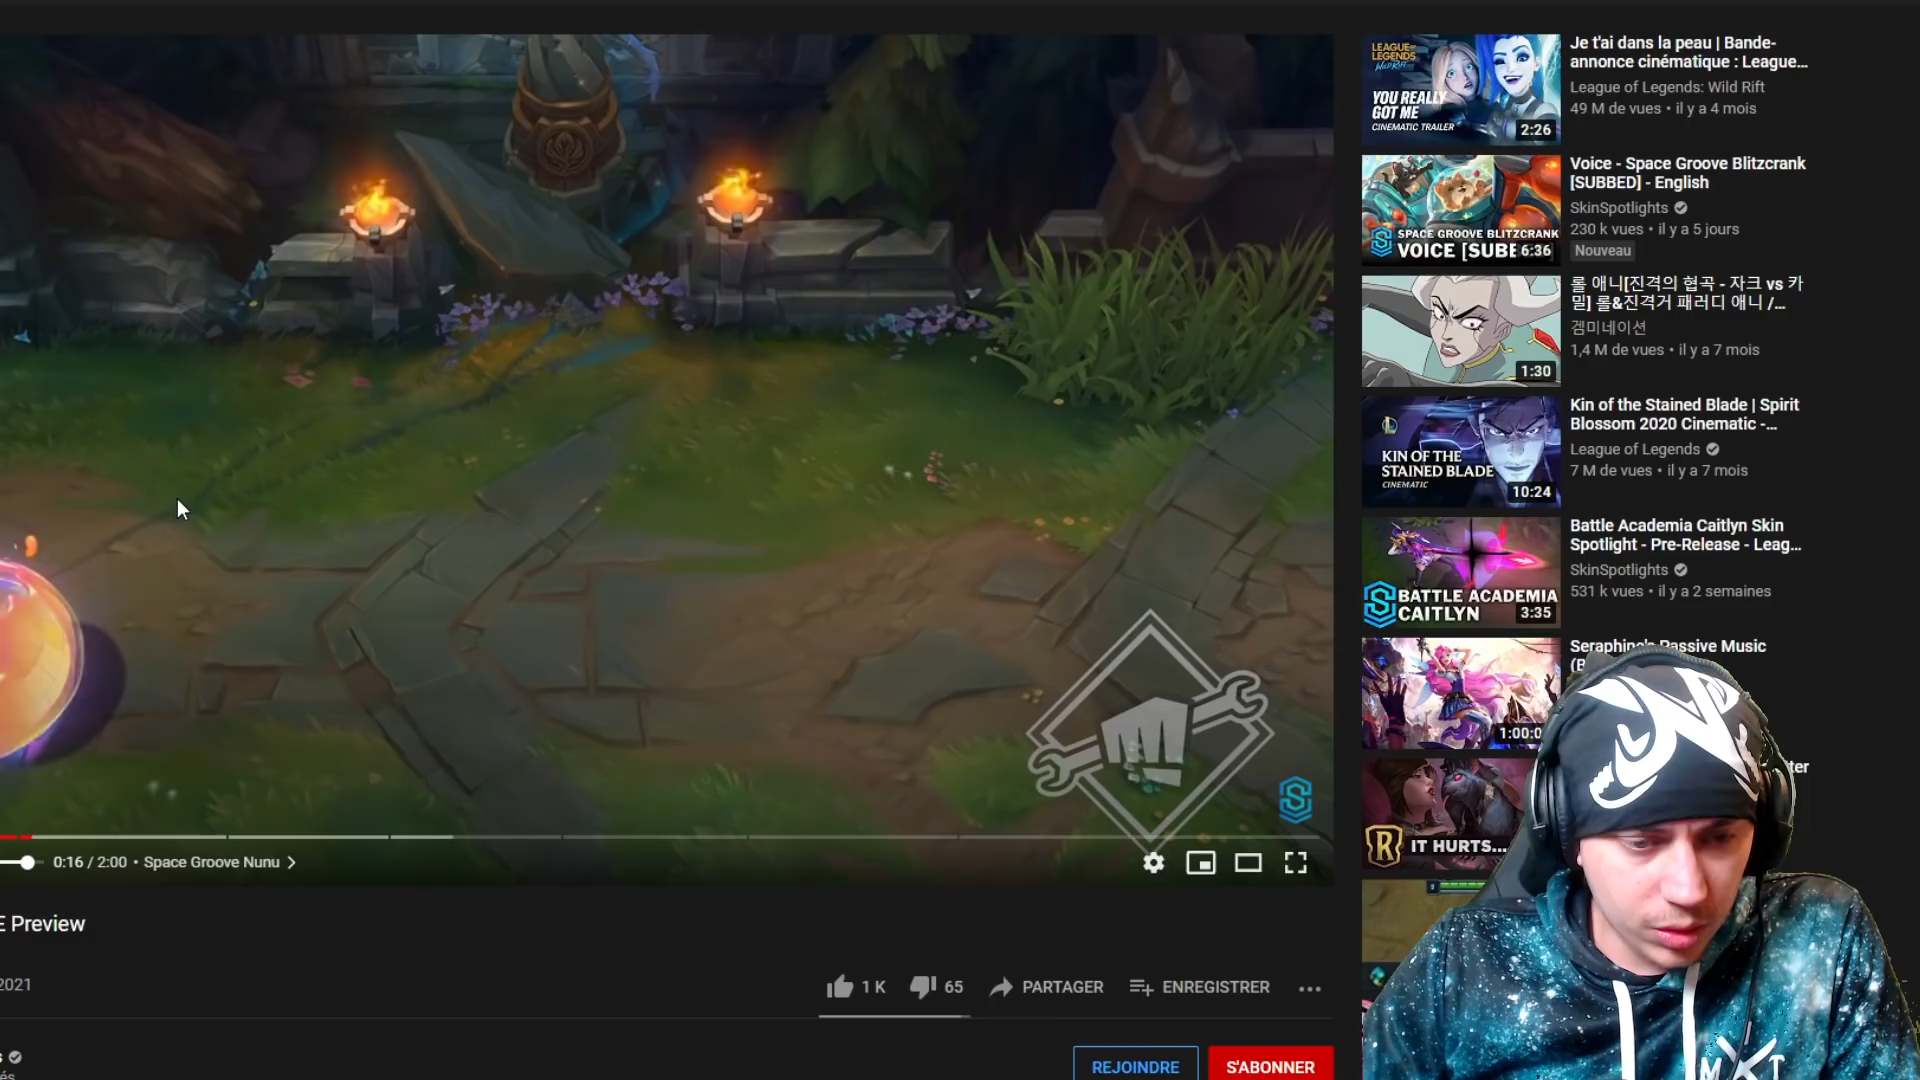 LEAGUE OF
LEGENDS
WILD RIFT
YOU REALLY
GOT ME
CINEMATIC TRAILER
2:26
Je t'ai dans la peau | Bande-
annonce cinématique : League...
League of Legends: Wild Rift
49 M de vues • il y a 4 mois
SPACE GROOVE BLITZCRANK
VOICE [SUBB
6:36
Voice - Space Groove Blitzcrank
[SUBBED] - English
SkinSpotlights
230 k vues • il y a 5 jours
Nouveau
1:30
롤 애니[진격의 협곡 - 자크 vs 카
밀] 롤&진격거 패러디 애니 /...
겜미네이션
1,4 M de vues • il y a 7 mois
KIN OF THE
STAINED BLADE
CINEMATIC
10:24
Kin of the Stained Blade | Spirit
Blossom 2020 Cinematic -...
League of Legends
7 M de vues • il y a 7 mois
BATTLE ACADEMIA
CAITLYN
3:35
Battle Academia Caitlyn Skin
Spotlight - Pre-Release - Leag...
SkinSpotlights
531 k vues • il y a 2 semaines
1:00:0
Seraphine's Passive Music
R
IT HURTS...
0:16 / 2:00 • Space Groove Nunu
E Preview
2021
1 K
65
PARTAGER
ENREGISTRER
REJOINDRE
S'ABONNER